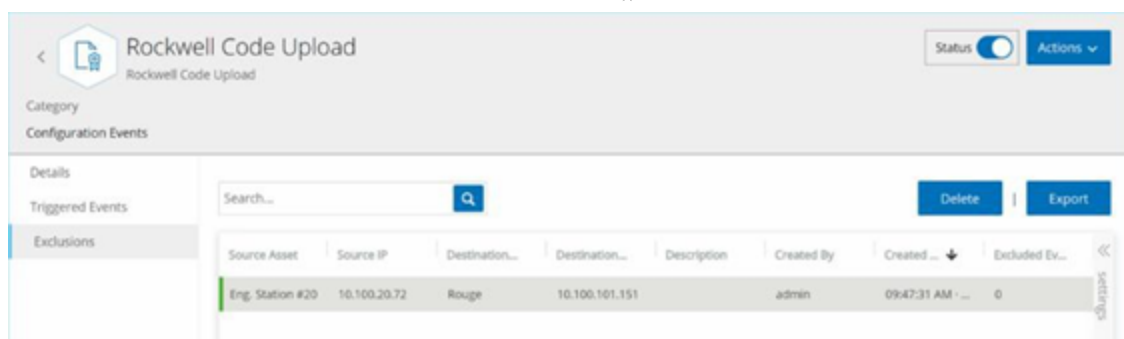 Rockwell Code Upload
Rockwell Code Upload
Status
Actions
Category
Configuration Events
Details
Triggered Events
Exclusions
Search...
Delete | Export
Source Asset Source IP Destination... Destination... Description Created By Created ... Excluded Ev...
Eng. Station #20 10.100.20.72 Rouge 10.100.101.151 admin 09:47:31 AM · ... 0
settings